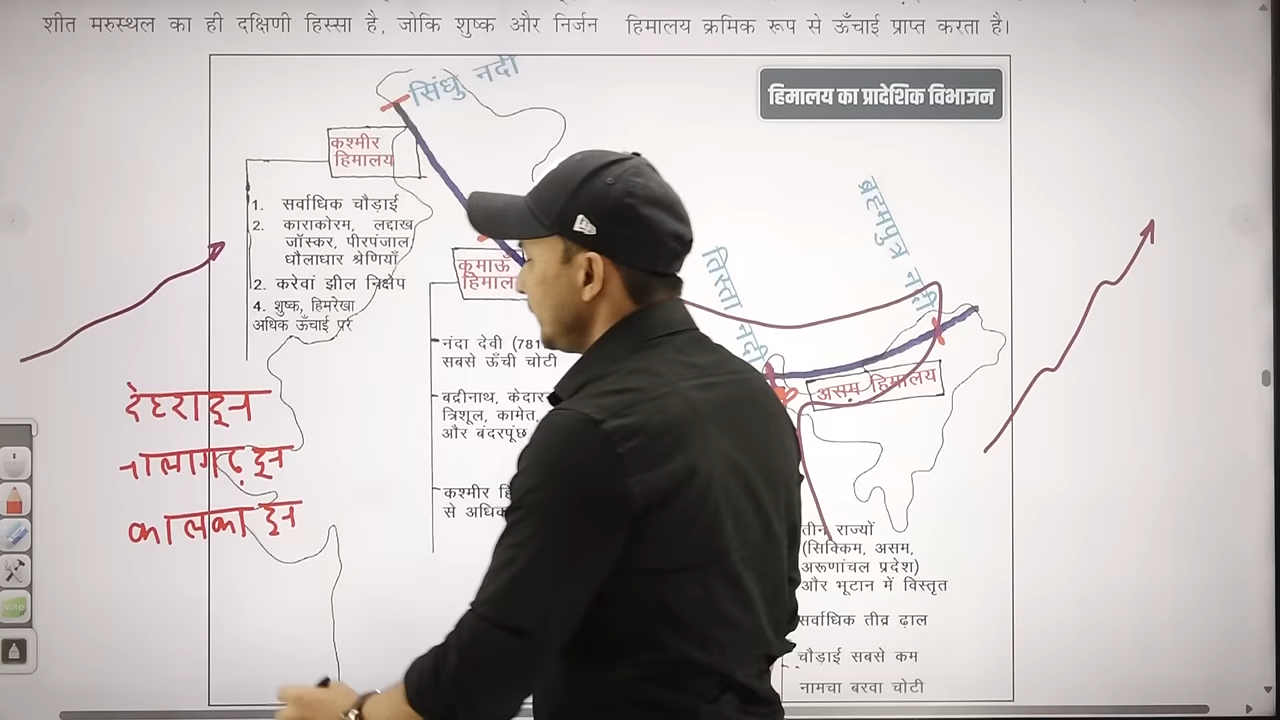 शीत मरुस्थल का ही दक्षिणी हिस्सा है, जोकि शुष्क और निर्जन हिमालय क्रमिक रूप से ऊँचाई प्राप्त करता है।
हिमालय का प्रादेशिक विभाजन
सिंधु नदी
कश्मीर
हिमालय
1. सर्वाधिक चौड़ाई
2. काराकोरम, लद्दाख
जॉस्कर, पीरपंजाल,
धौलाधार श्रेणियाँ
2. करेवां झील निक्षेप
4. शुष्क, हिमरेखा
अधिक ऊँचाई पर
देहरादून
नालागढ़ दून
कालका दून
कुमाऊँ
हिमाल
नंदा देवी (781
सबसे ऊँची चोटी
बद्रीनाथ, केदार
त्रिशूल, कामेत,
और बंदरपूंछ
कश्मीर हि
से अधिक
तिस्ता नदी
ब्रह्मपुत्र नदी
असम हिमालय
तीन राज्यों
(सिक्किम, असम,
अरूणांचल प्रदेश)
और भूटान में विस्तृत
सर्वाधिक तीव्र ढ़ाल
चौड़ाई सबसे कम
नामचा बरवा चोटी